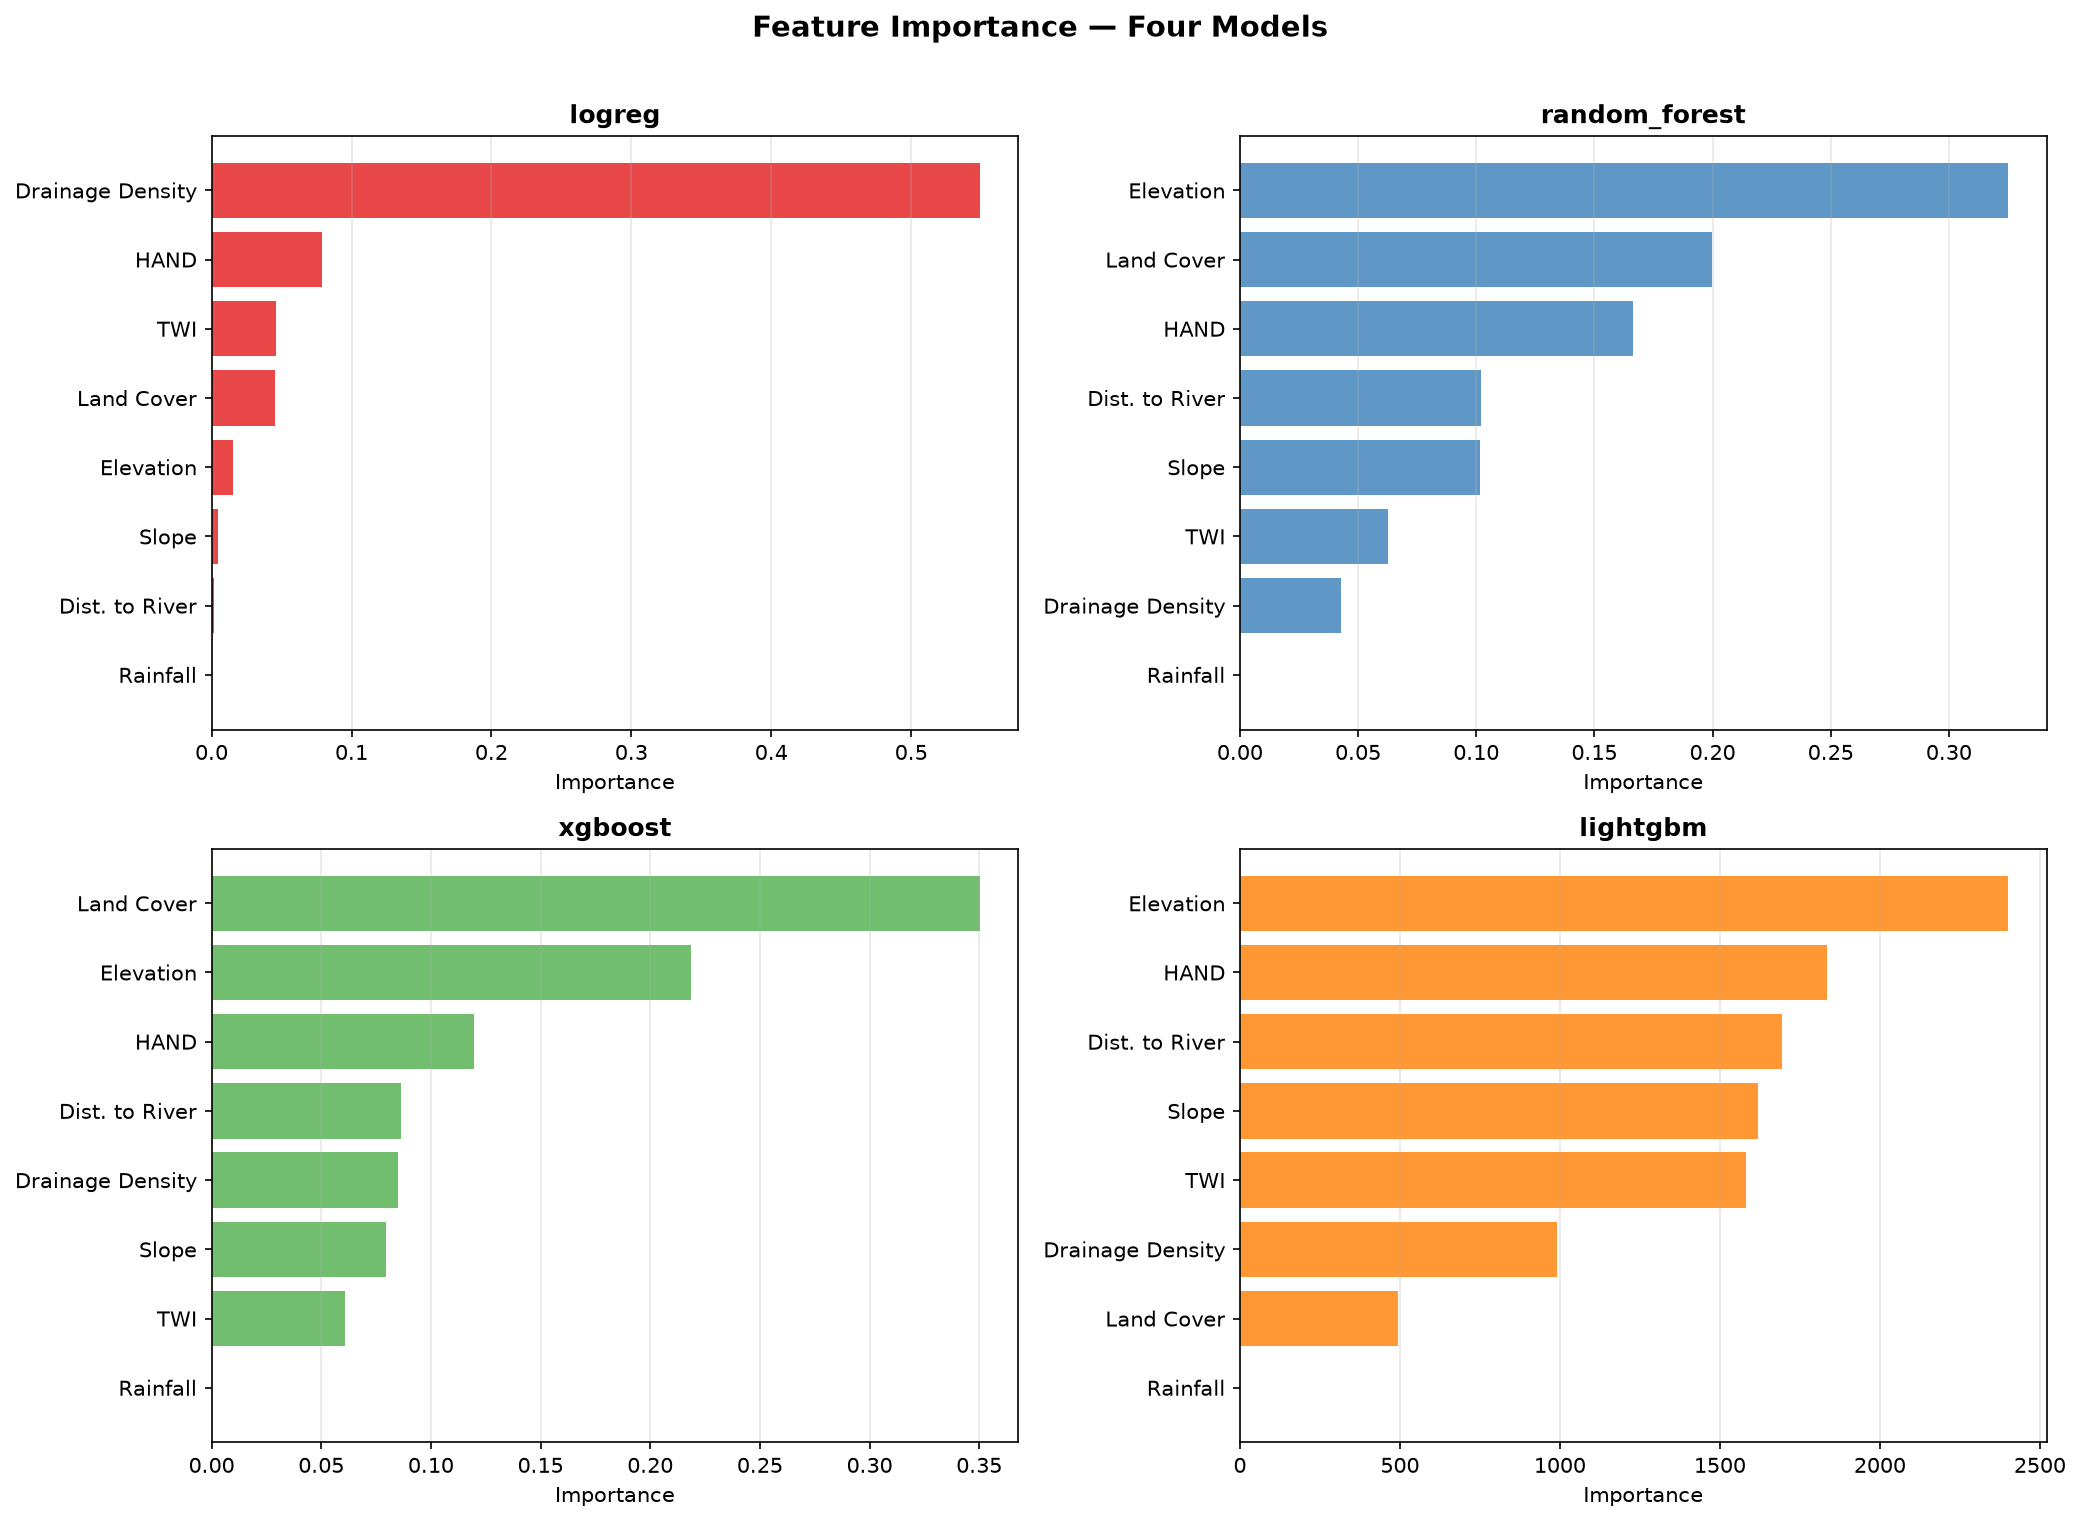 Feature Importance — Four Models
logreg
Drainage Density
HAND
TWI
Land Cover
Elevation
Slope
Dist. to River
Rainfall
0.0 0.1 0.2 0.3 0.4 0.5
Importance
random_forest
Elevation
Land Cover
HAND
Dist. to River
Slope
TWI
Drainage Density
Rainfall
0.00 0.05 0.10 0.15 0.20 0.25 0.30
Importance
xgboost
Land Cover
Elevation
HAND
Dist. to River
Drainage Density
Slope
TWI
Rainfall
0.00 0.05 0.10 0.15 0.20 0.25 0.30 0.35
Importance
lightgbm
Elevation
HAND
Dist. to River
Slope
TWI
Drainage Density
Land Cover
Rainfall
0 500 1000 1500 2000 2500
Importance